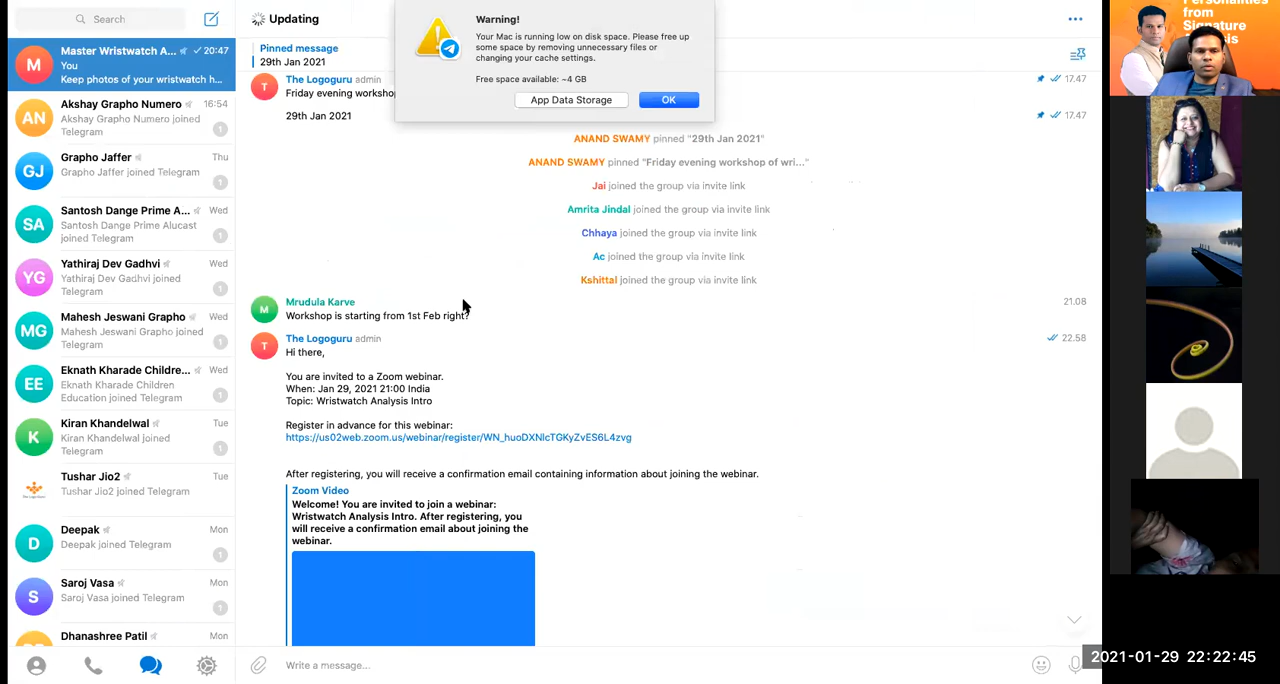 Search
Master Wristwatch A...
20:47
You
Keep photos of your wristwatch h...
Akshay Grapho Numero
16:54
Akshay Grapho Numero joined
Telegram
1
Grapho Jaffer
Thu
Grapho Jaffer joined Telegram
1
Santosh Dange Prime A...
Wed
Santosh Dange Prime Alucast
joined Telegram
1
Yathiraj Dev Gadhvi
Wed
Yathiraj Dev Gadhvi joined
Telegram
1
Mahesh Jeswani Grapho
Wed
Mahesh Jeswani Grapho joined
Telegram
1
Eknath Kharade Childre...
Wed
Eknath Kharade Children
Education joined Telegram
1
Kiran Khandelwal
Tue
Kiran Khandelwal joined
Telegram
1
Tushar Jio2
Tue
Tushar Jio2 joined Telegram
Deepak
Mon
Deepak joined Telegram
1
Saroj Vasa
Mon
Saroj Vasa joined Telegram
1
Dhanashree Patil
Mon
M
AN
GJ
SA
YG
MG
EE
K
D
S
Updating
Pinned message
29th Jan 2021
Warning!
Your Mac is running low on disk space. Please free up
some space by removing unnecessary files or
changing your cache settings.
Free space available: ~4 GB
App Data Storage
OK
T
The Logoguru admin
17.47
Friday evening worksho
29th Jan 2021
17.47
ANAND SWAMY pinned "29th Jan 2021"
ANAND SWAMY pinned "Friday evening workshop of wri..."
Jai joined the group via invite link
Amrita Jindal joined the group via invite link
Chhaya joined the group via invite link
Ac joined the group via invite link
Kshittal joined the group via invite link
M
Mrudula Karve
21.08
Workshop is starting from 1st Feb right?
T
The Logoguru admin
22.58
Hi there,
You are invited to a Zoom webinar.
When: Jan 29, 2021 21:00 India
Topic: Wristwatch Analysis Intro
Register in advance for this webinar:
https://us02web.zoom.us/webinar/register/WN_huoDXNlcTGKyZvES6L4zvg
After registering, you will receive a confirmation email containing information about joining the webinar.
Zoom Video
Welcome! You are invited to join a webinar:
Wristwatch Analysis Intro. After registering, you
will receive a confirmation email about joining the
webinar.
Write a message...
Personalities
from
Signature
2021-01-29 22:22:45